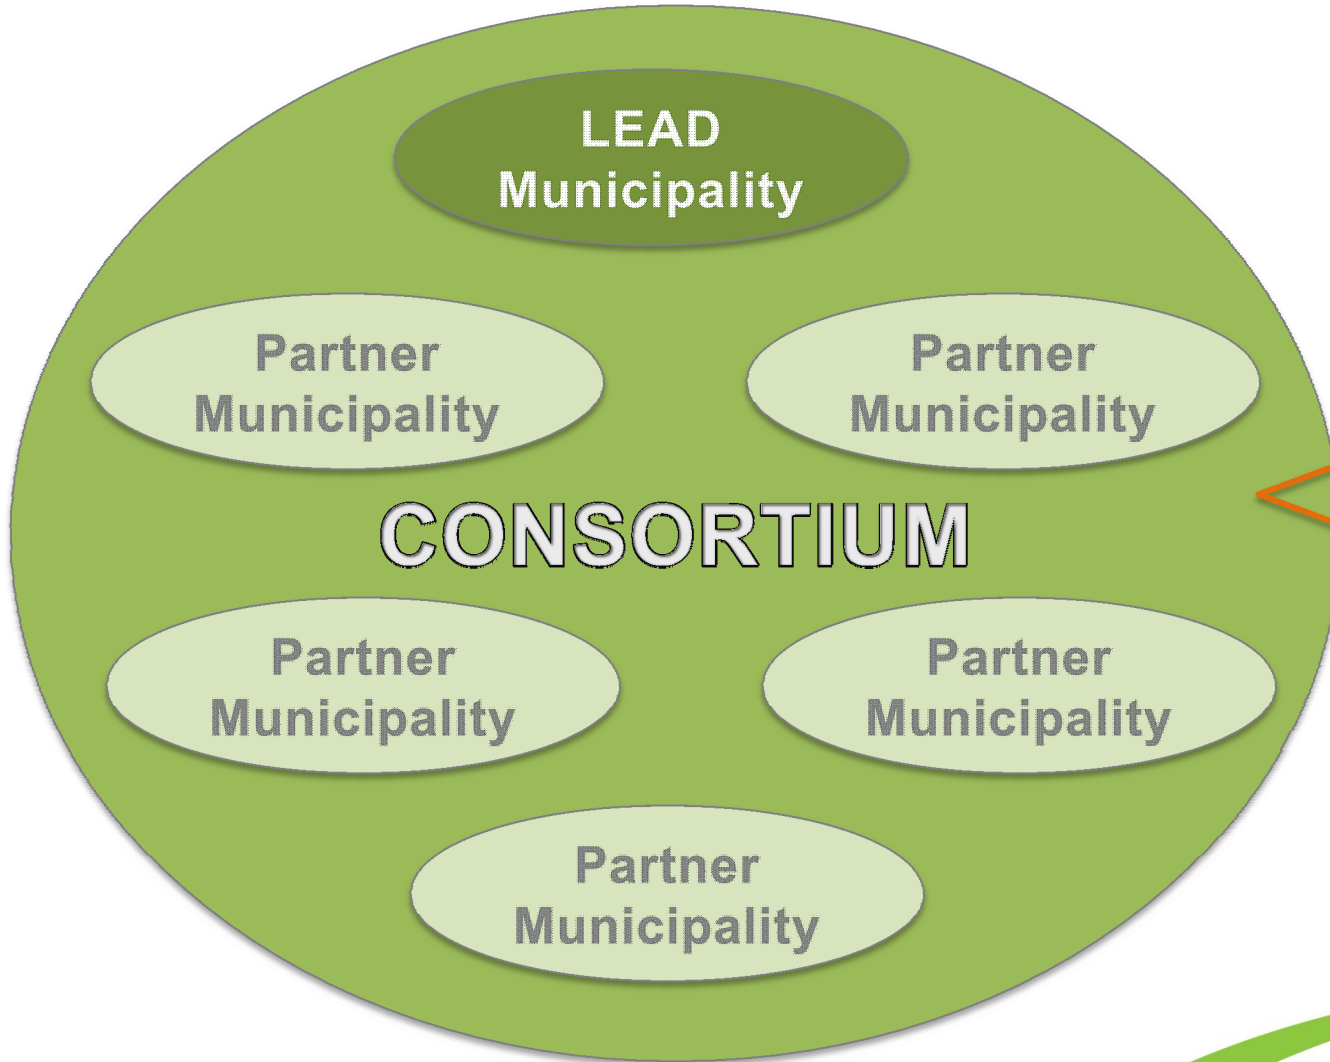 LEAD
Municipality
Partner
Municipality
Partner
Municipality
CONSORTIUM
Partner
Municipality
Partner
Municipality
Partner
Municipality